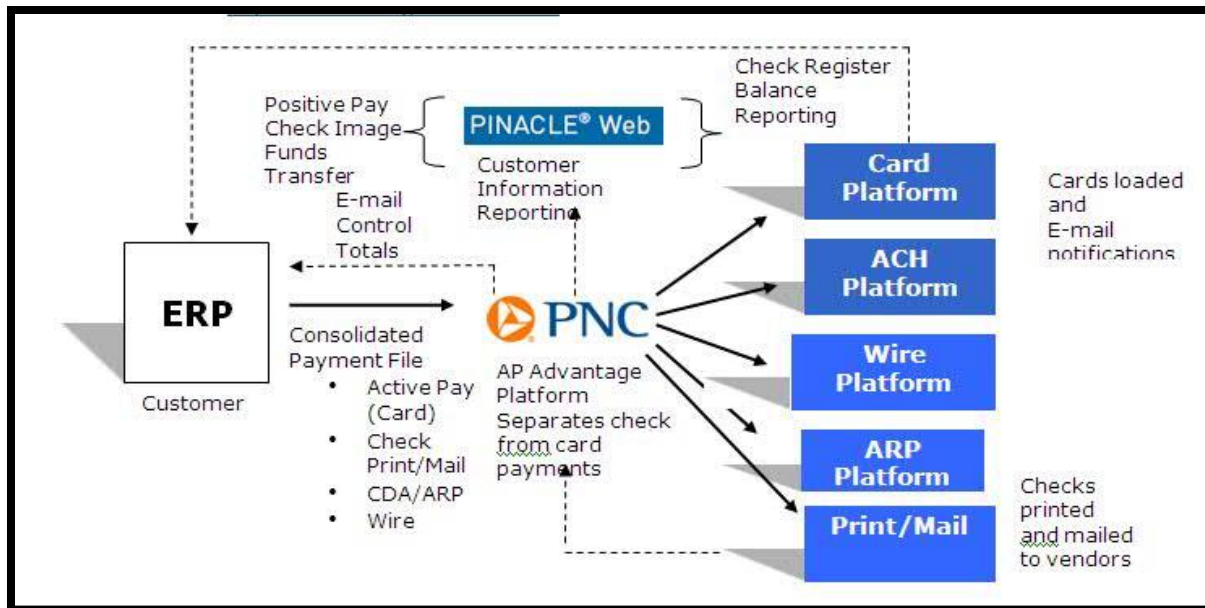 Check Register
Balance
Reporting
Positive Pay
Check Image
Funds
Transfer
PINACLE® Web
Customer
Information
Reporting
E-mail
Control
Totals
Card
Platform
Cards loaded
and
E-mail
notifications
ACH
Platform
ERP
Customer
Consolidated
Payment File
• Active Pay
(Card)
• Check
Print/Mail
• CDA/ARP
• Wire
PNC
AP Advantage
Platform
Separates check
from card
payments
Wire
Platform
ARP
Platform
Print/Mail
Checks
printed
and mailed
to vendors